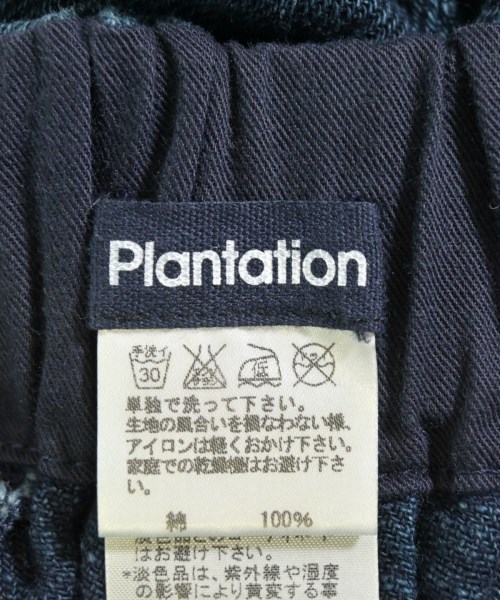 Plantation
手洗イ
30
低
単独で洗って下さい。
生地の風合いを損なわない様、
アイロンは軽くおかけ下さい。
家庭での乾燥機はお避け下さ
い。
綿 100%
はお避け下さい。
*淡色品は、紫外線や湿度
の影響により黄変する事